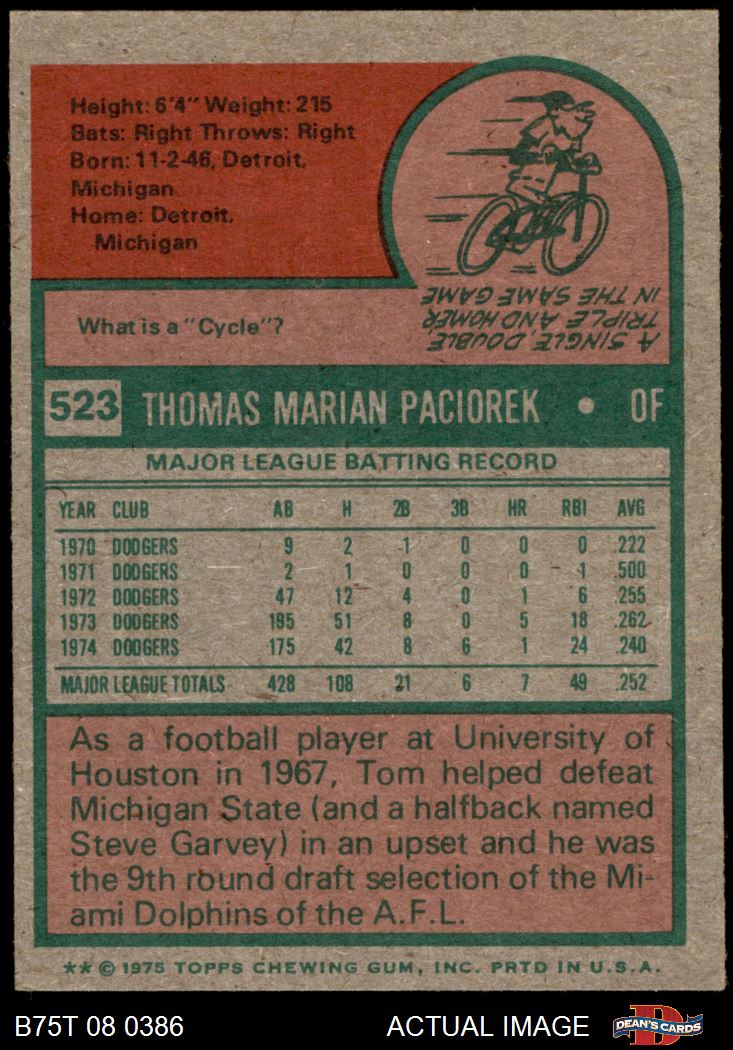 Height: 6'4" Weight: 215
Bats: Right Throws: Right
Born: 11-2-46, Detroit,
Michigan
Home: Detroit,
Michigan
What is a "Cycle"?
A SINGLE, DOUBLE,
TRIPLE AND HOMER
IN THE SAME GAME
523 THOMAS MARIAN PACIOREK • OF
MAJOR LEAGUE BATTING RECORD
YEAR CLUB AB H 2B 3B HR RBI AVG
1970 DODGERS 9 2 1 0 0 0 .222
1971 DODGERS 2 1 0 0 0 1 .500
1972 DODGERS 47 12 4 0 1 6 .255
1973 DODGERS 195 51 8 0 5 18 .262
1974 DODGERS 175 42 8 6 1 24 .240
MAJOR LEAGUE TOTALS 428 108 21 6 7 49 .252
As a football player at University of
Houston in 1967, Tom helped defeat
Michigan State (and a halfback named
Steve Garvey) in an upset and he was
the 9th round draft selection of the Mi-
ami Dolphins of the A.F.L.
** © 1975 TOPPS CHEWING GUM, INC. PRTD IN U.S.A.
B75T 08 0386 ACTUAL IMAGE D DEAN'S CARDS